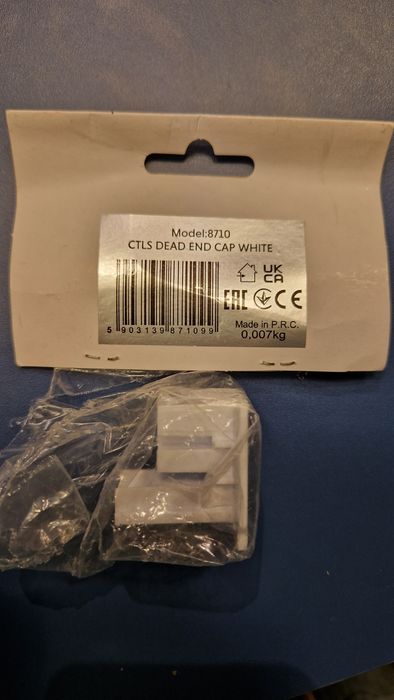 Model:8710
CTLS DEAD END CAP WHITE
UK
CA
EAC CE
5 903139 871099
Made in P.R.C.
0,007kg